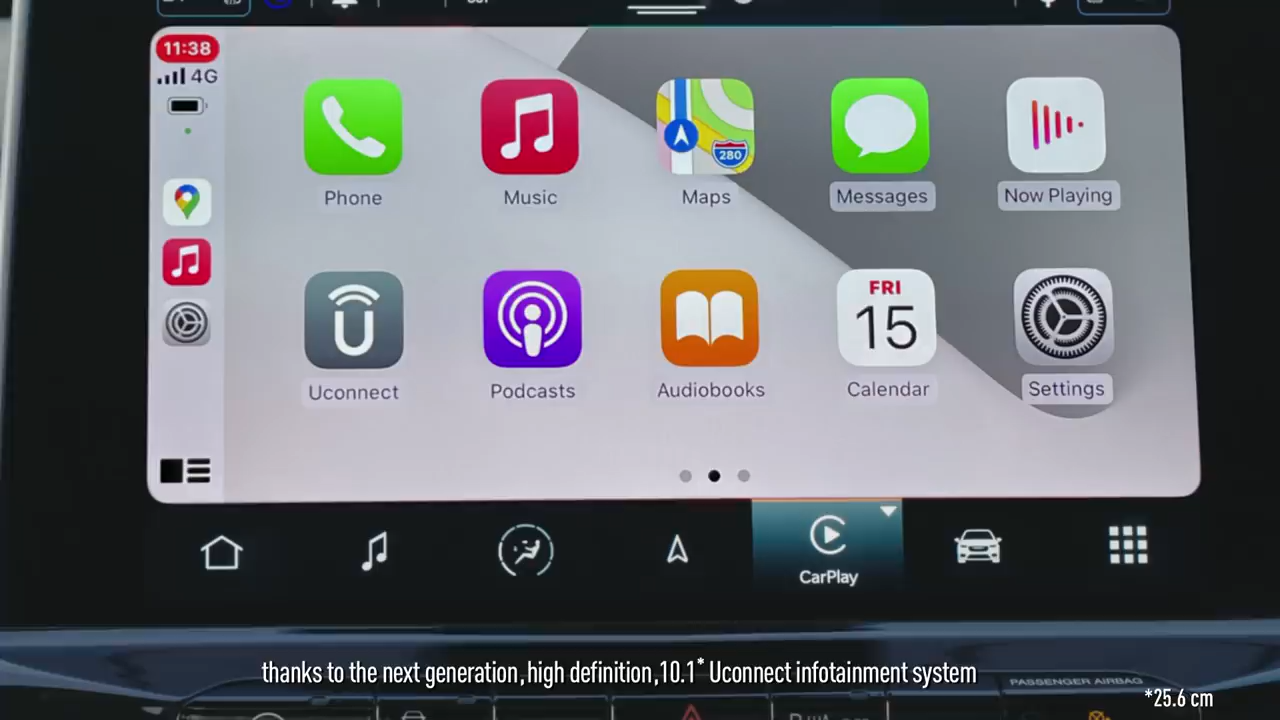 11:38
4G
280
Phone
Music
Maps
Messages
Now Playing
FRI
15
Uconnect
Podcasts
Audiobooks
Calendar
Settings
CarPlay
thanks to the next generation, high definition, 10.1* Uconnect infotainment system
PASSENGER AIRBAG
*25.6 cm